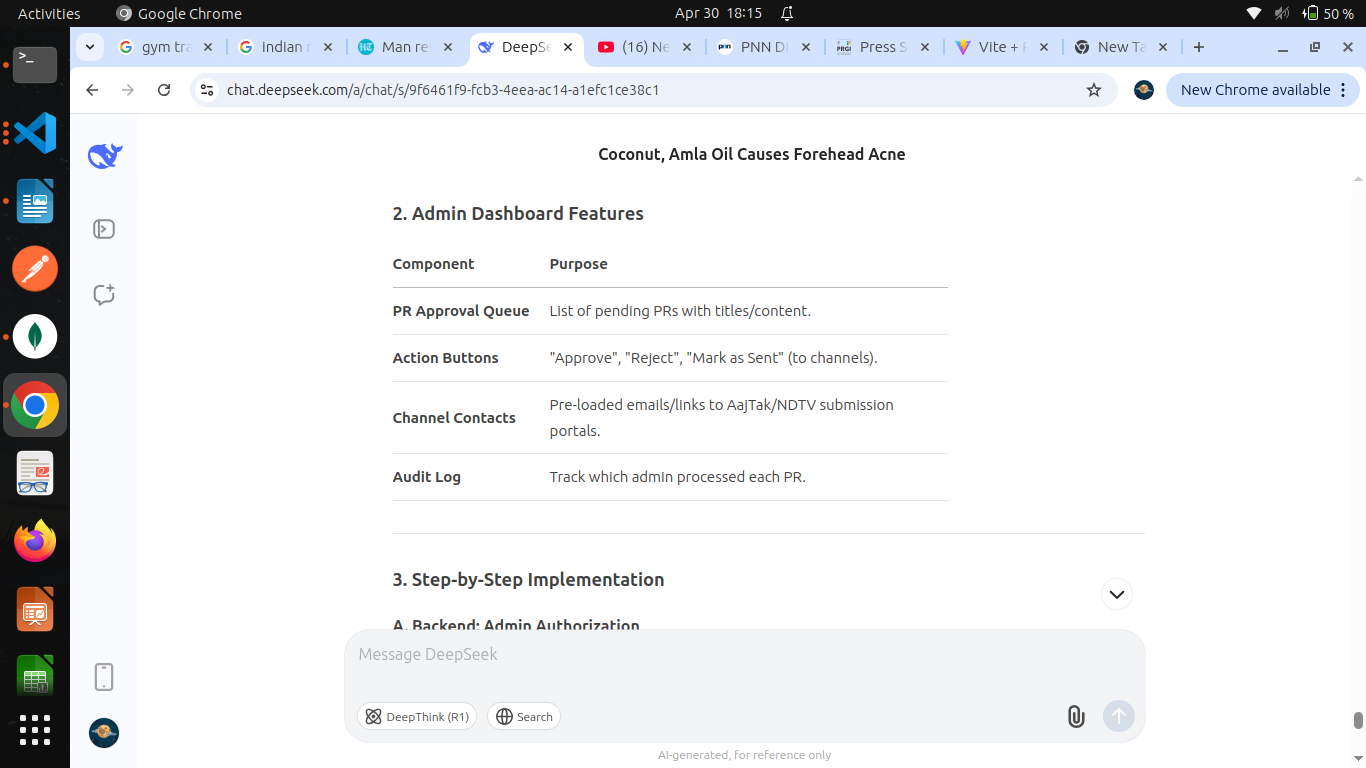 Activities
Google Chrome
Apr 30 18:15
50 %
gym tra
indian r
Man re
DeepSe
(16) Ne
PNN DI
Press S
Vite + F
New Ta
chat.deepseek.com/a/chat/s/9f6461f9-fcb3-4eea-ac14-a1efc1ce38c1
New Chrome available
Coconut, Amla Oil Causes Forehead Acne
2. Admin Dashboard Features
Component Purpose
PR Approval Queue List of pending PRs with titles/content.
Action Buttons "Approve", "Reject", "Mark as Sent" (to channels).
Channel Contacts Pre-loaded emails/links to AajTak/NDTV submission
portals.
Audit Log Track which admin processed each PR.
3. Step-by-Step Implementation
A. Backend: Admin Authorization
Message DeepSeek
DeepThink (R1)
Search
AI-generated, for reference only